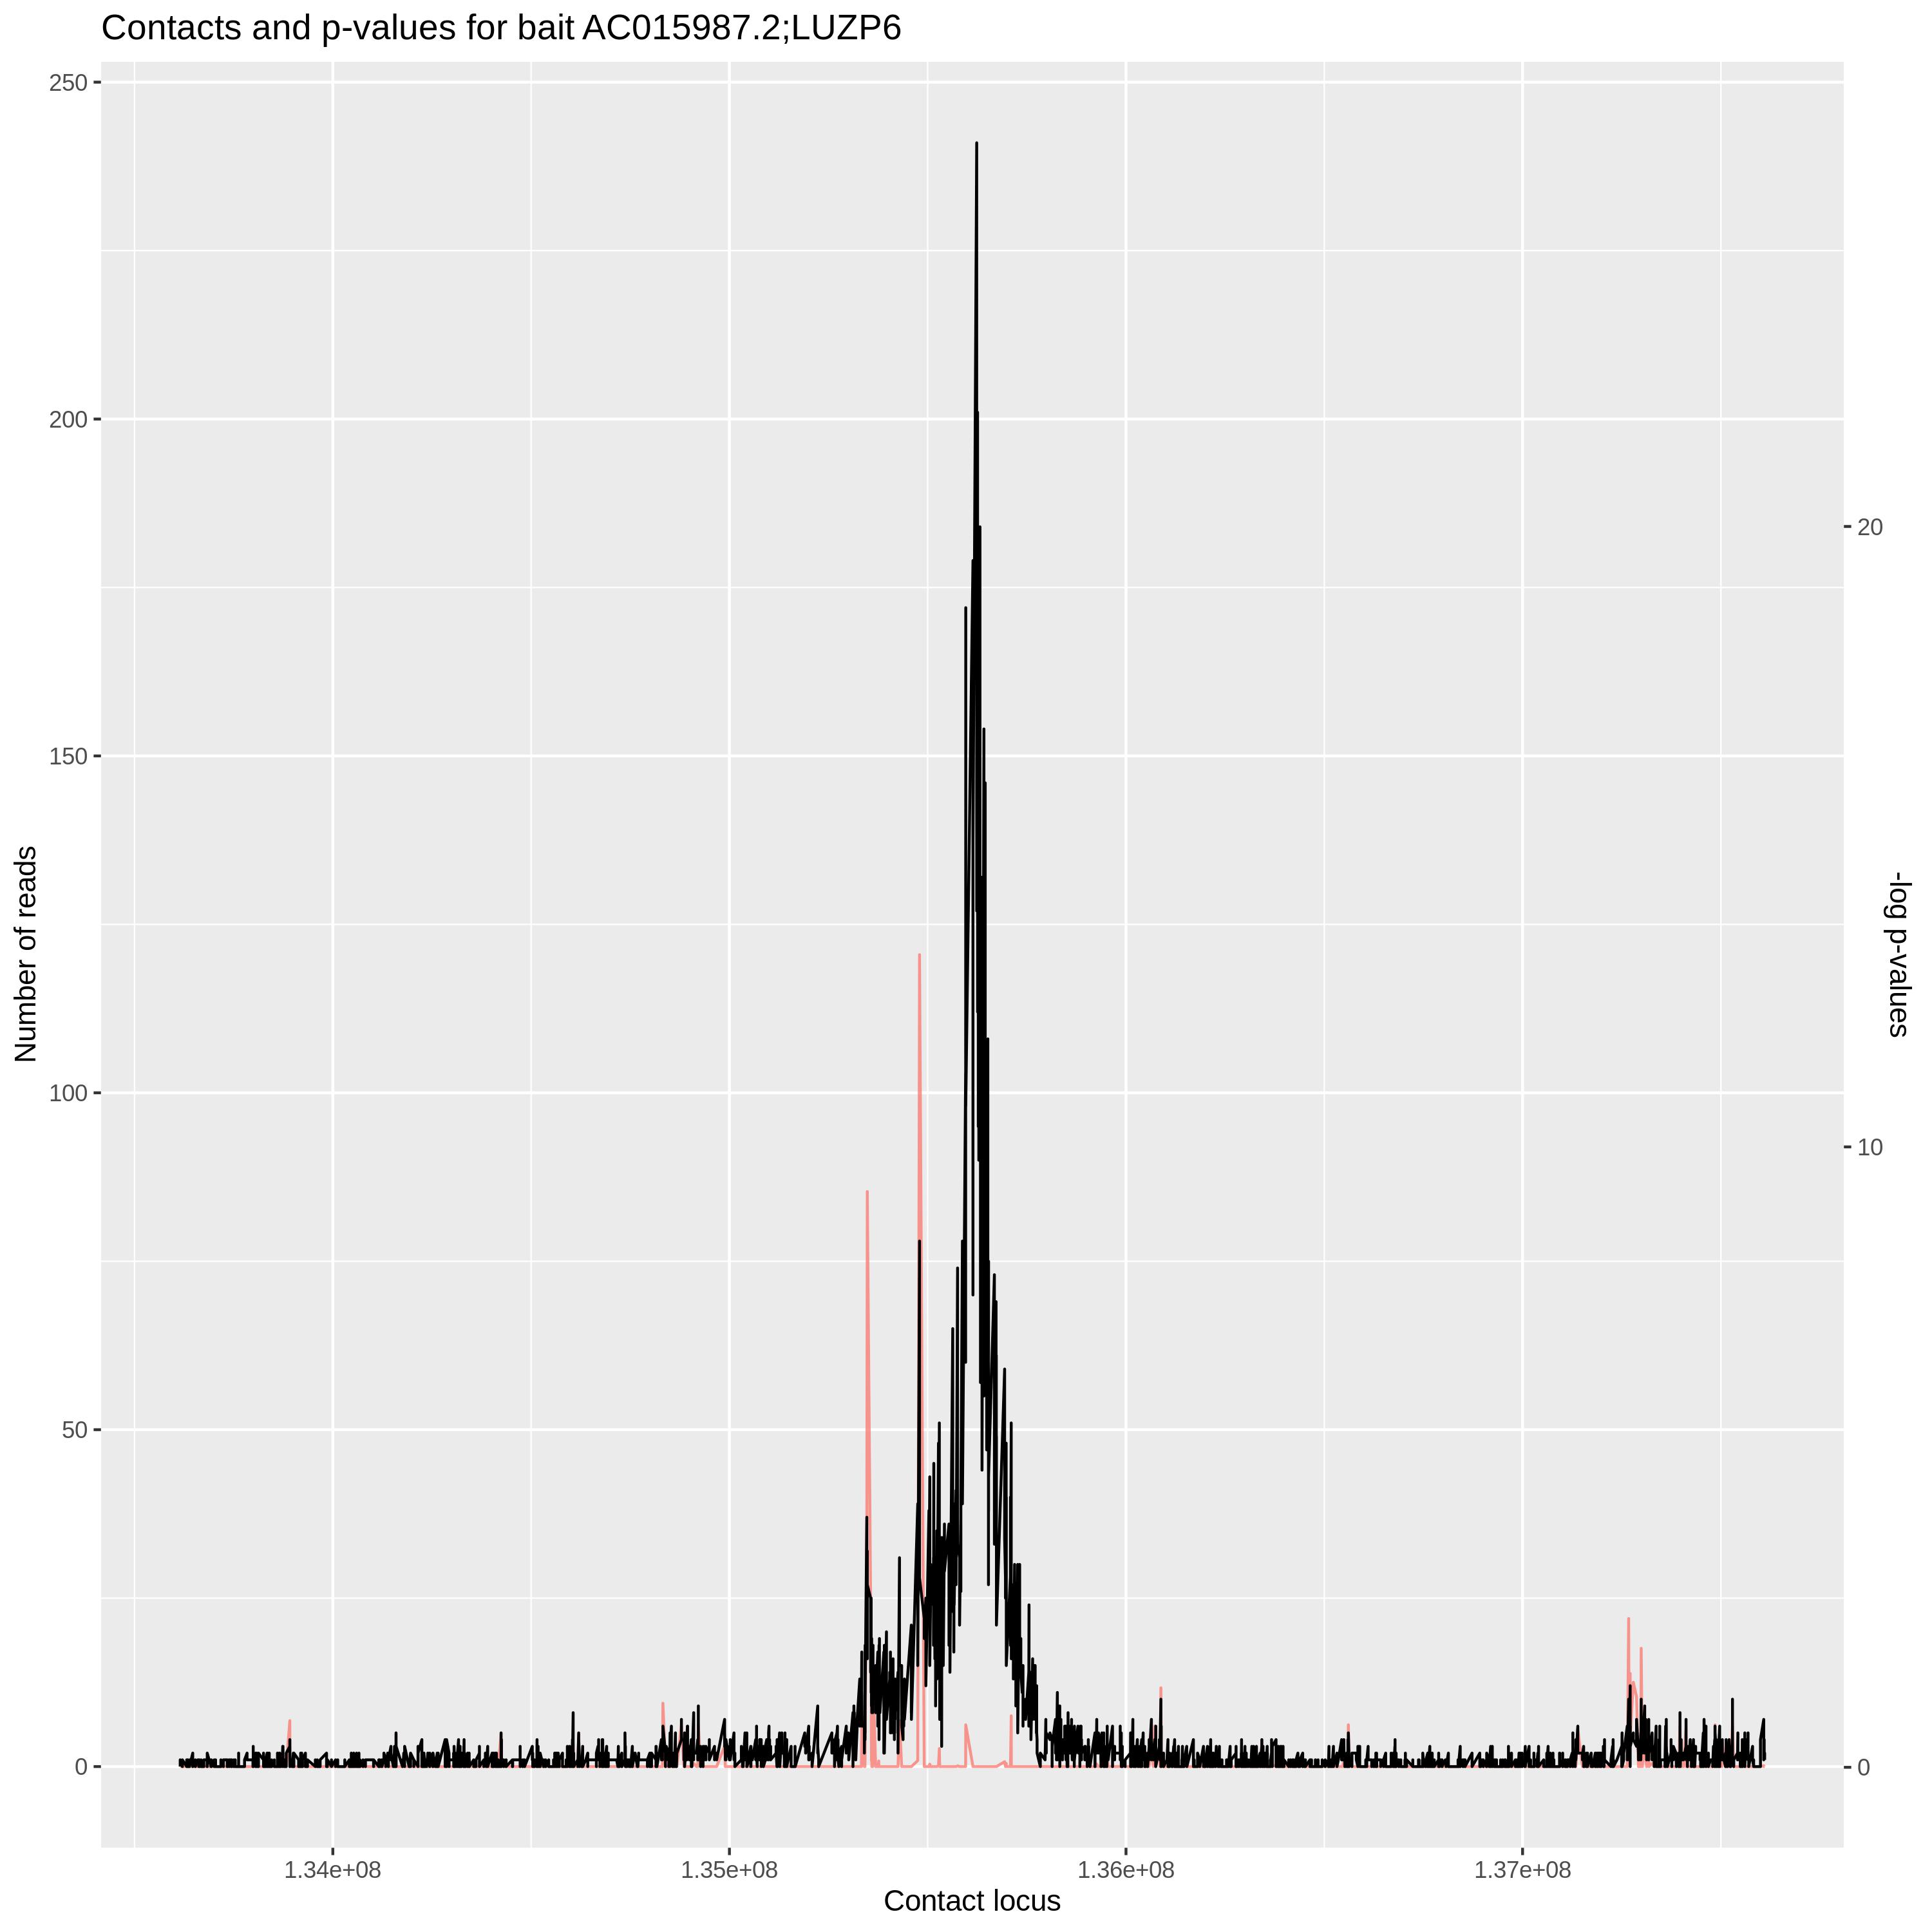 Contacts and p-values for bait AC015987.2;LUZP6
250
200
150
100
50
0
Number of reads
20
10
0
-log p-values
1.34e+08
1.35e+08
1.36e+08
1.37e+08
Contact locus